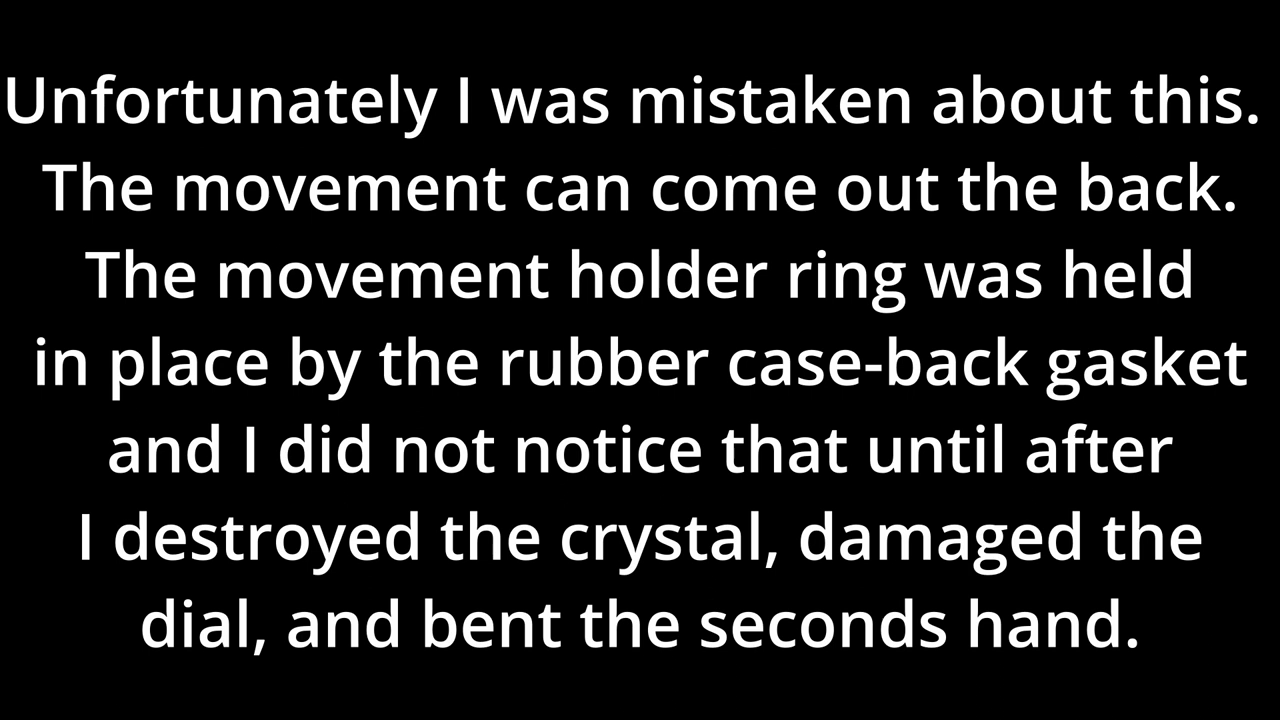 Unfortunately I was mistaken about this.
The movement can come out the back.
The movement holder ring was held
in place by the rubber case-back gasket
and I did not notice that until after
I destroyed the crystal, damaged the
dial, and bent the seconds hand.